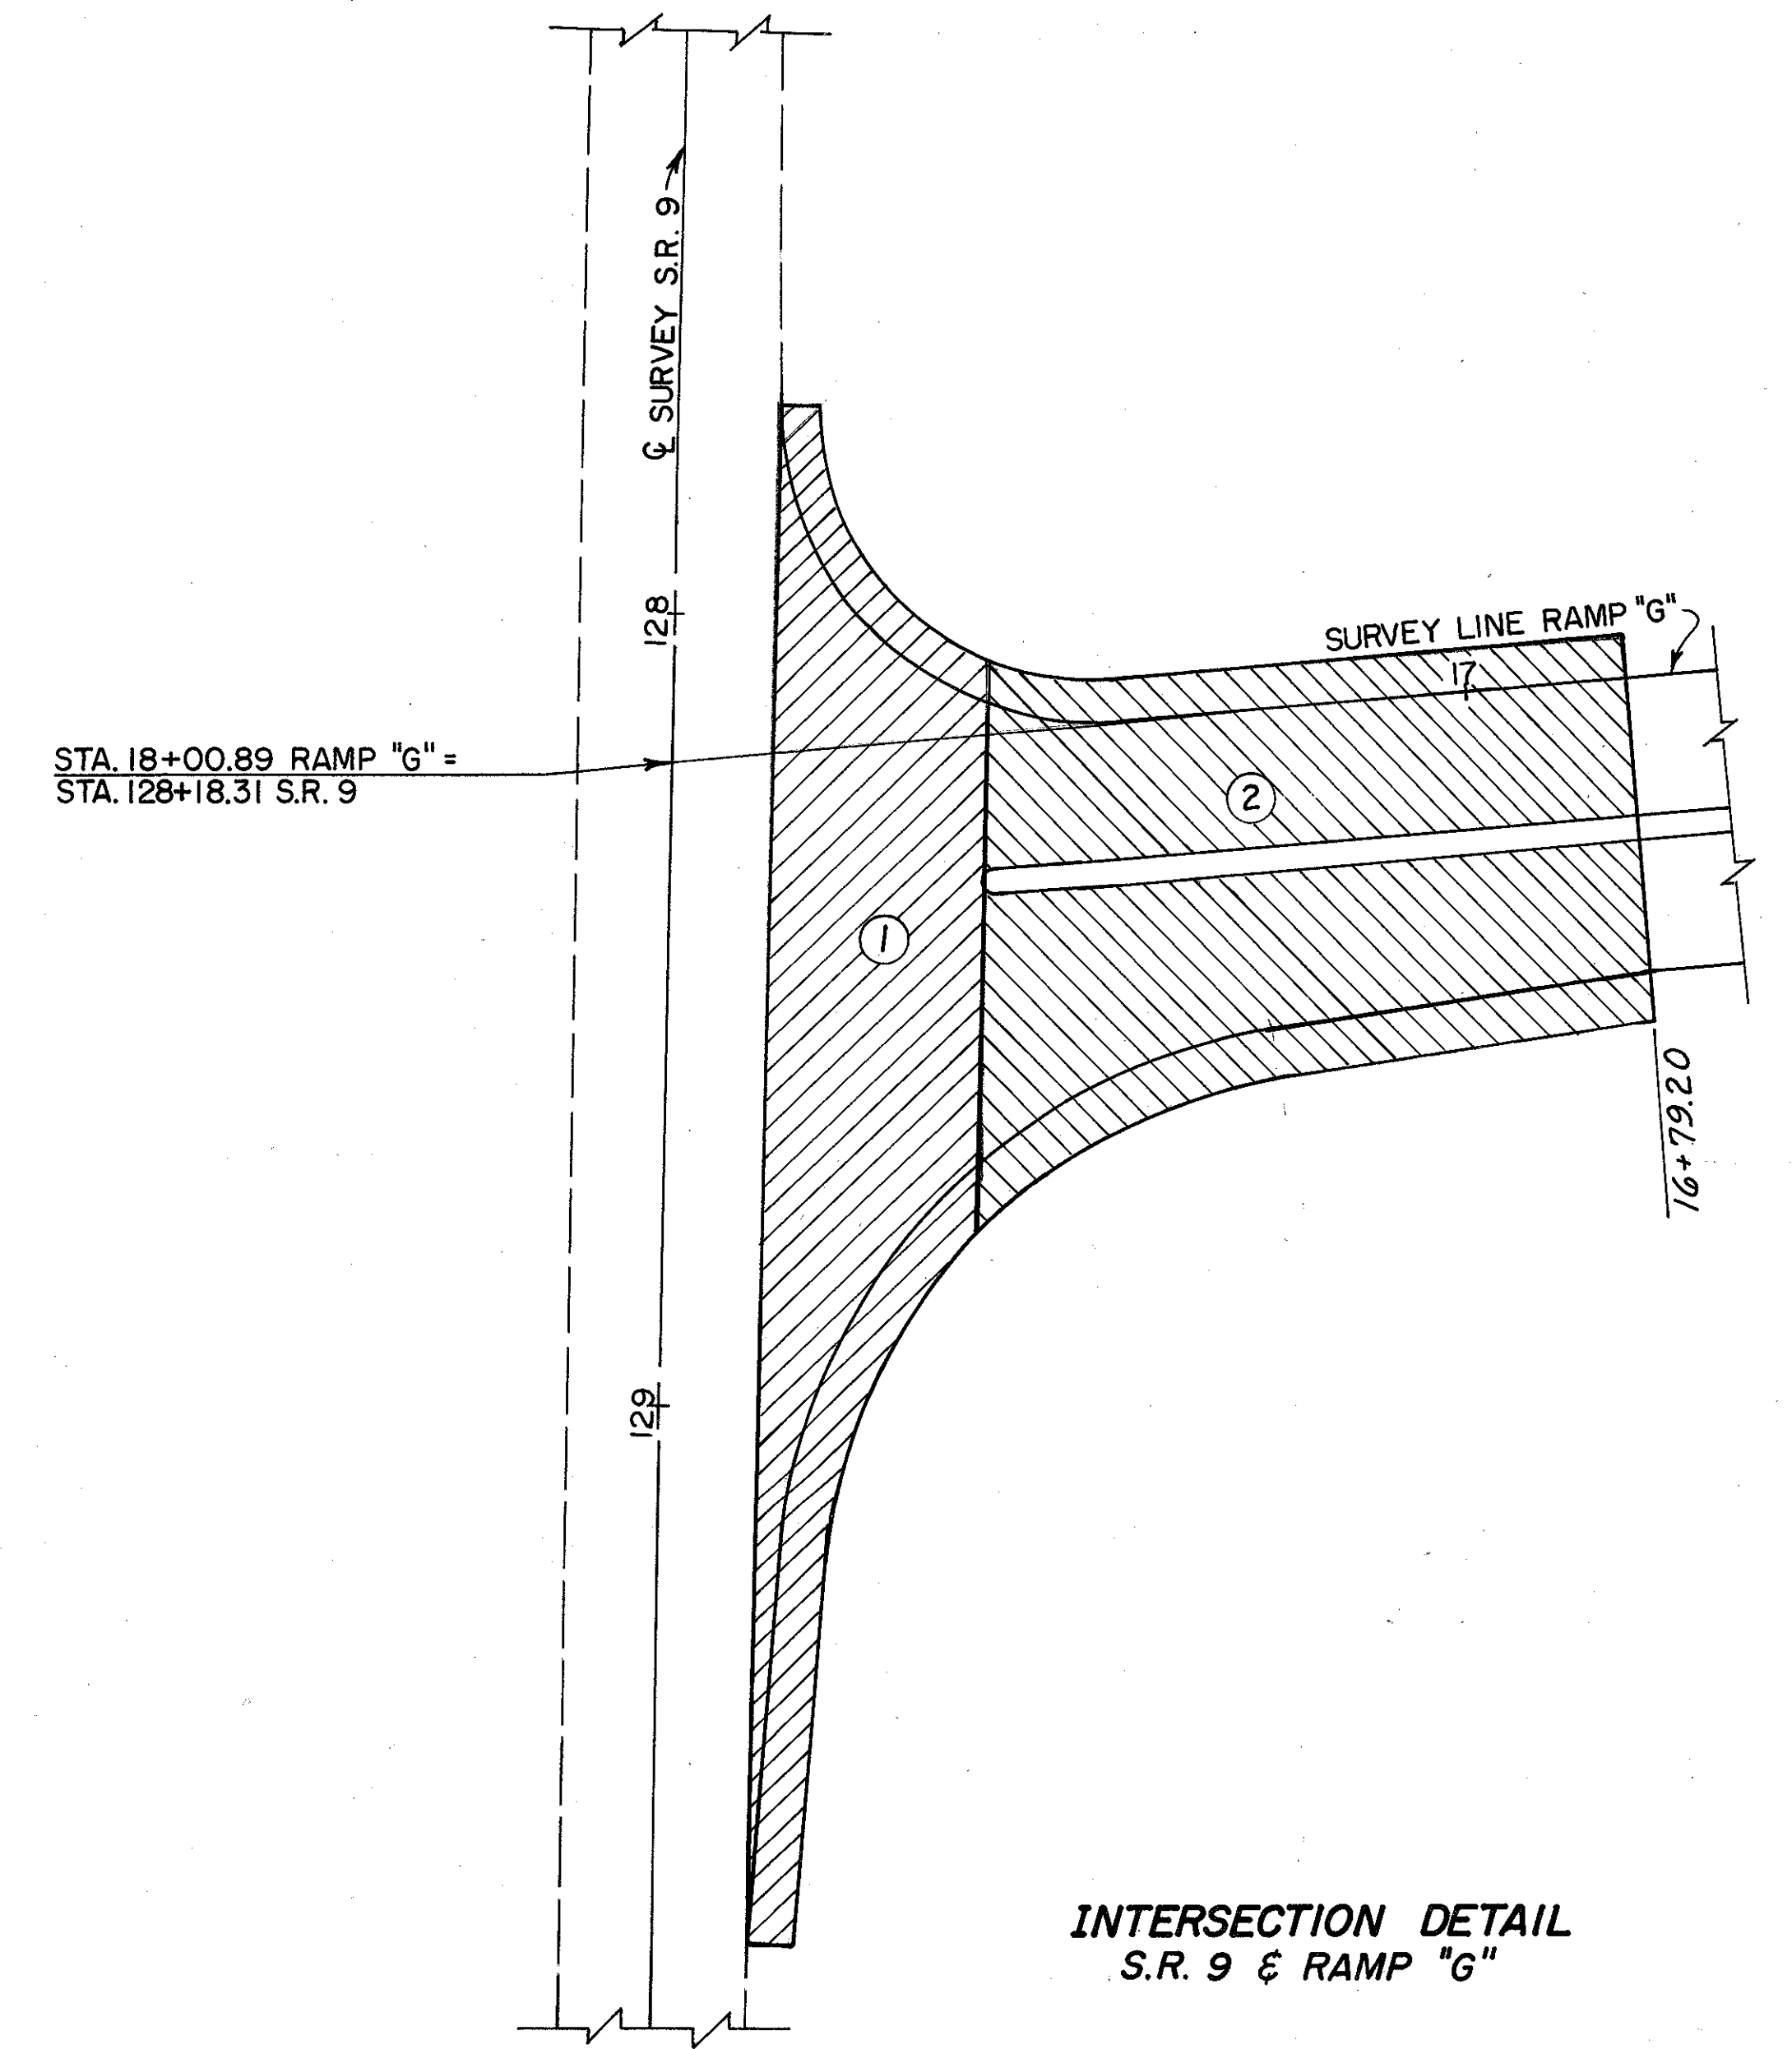 ℄ SURVEY S.R. 9
128
SURVEY LINE RAMP "G"
17
STA. 18+00.89 RAMP "G" =
STA. 128+18.31 S.R. 9
2
1
16+79.20
129
INTERSECTION DETAIL
S.R. 9 & RAMP "G"